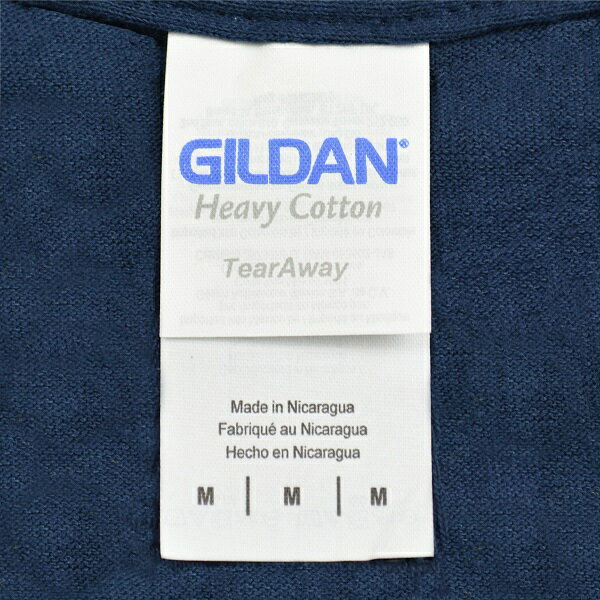 GILDAN®
Heavy Cotton
TearAway
Made in Nicaragua
Fabriqué au Nicaragua
Hecho en Nicaragua
M | M | M